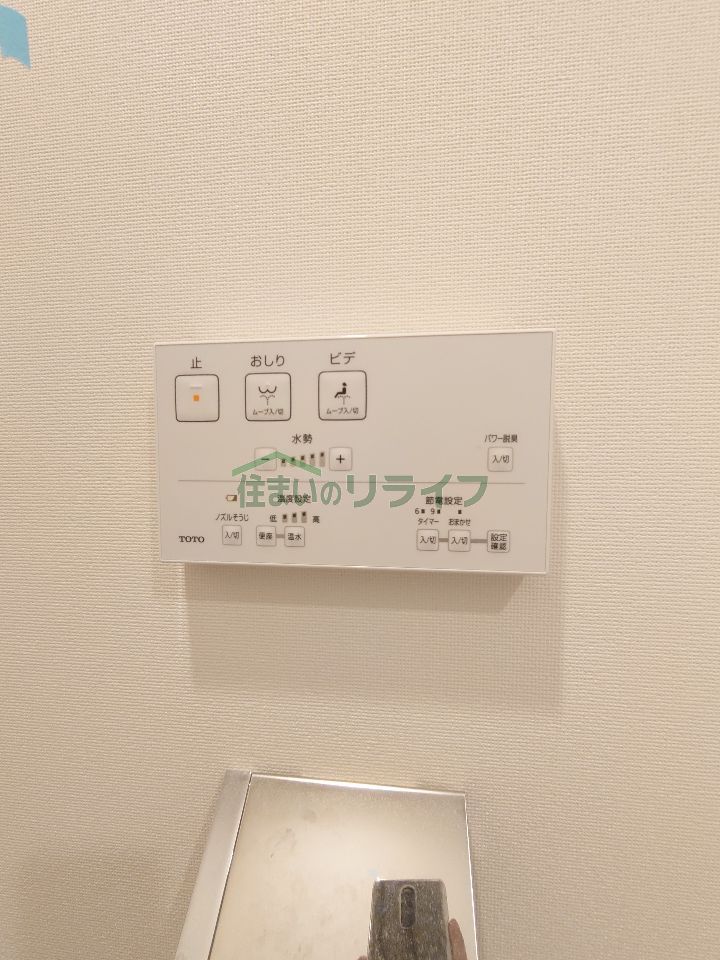 止 おしり ビデ
ムーブ入/切 ムーブ入/切
水勢
− +
パワー脱臭
入/切
住まいのリライフ
温度設定 節電設定
6 9
ノズルそうじ 低 高 タイマー おまかせ
TOTO 入/切 便座 温水 入/切 入/切 設定確認